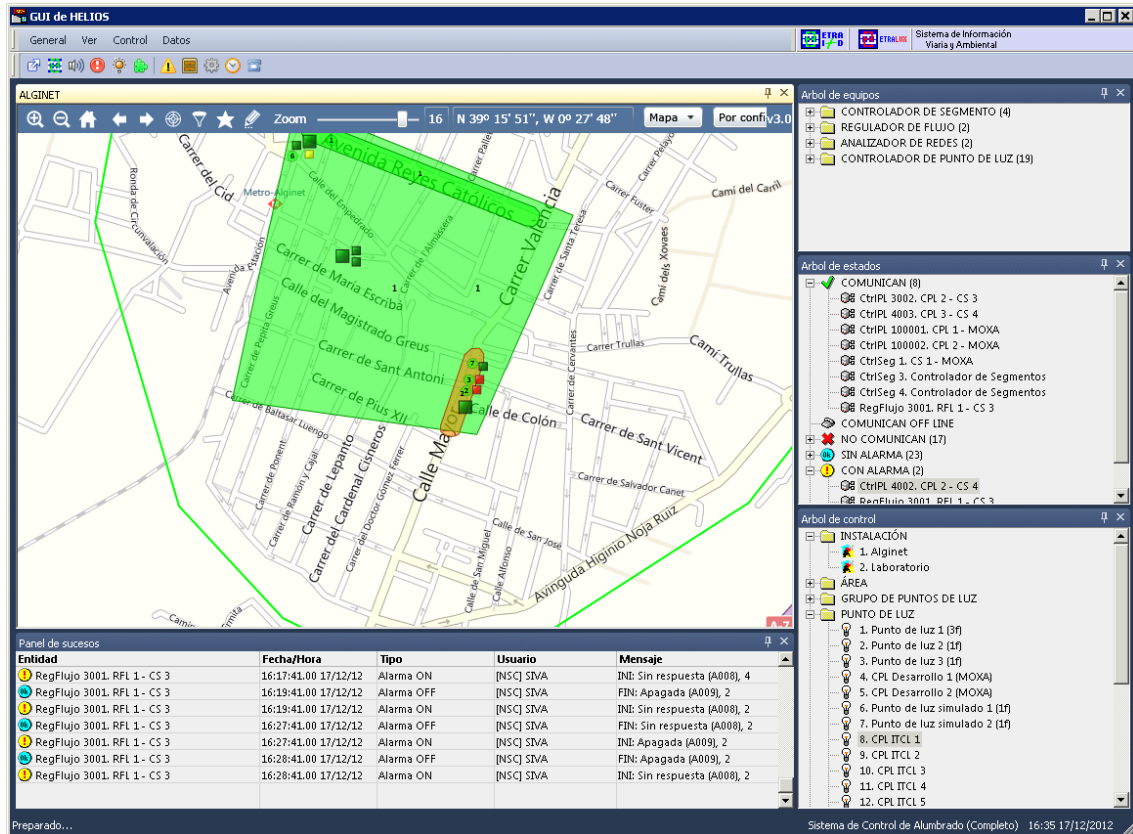 GUI de HELIOS
General Ver Control Datos
ETRA I+D
ETRALUX
Sistema de Información
Viaria y Ambiental
ALGINET
Zoom 16 N 39º 15' 51", W 0º 27' 48" Mapa Por confi v3.0
Avenida Reyes Católicos
Carrer del Cid
Metro-Alginet
Ronda de Circunvalación
Calle del Empedrado
Carrer de l'Almássera
Carrer Valencia
Carrer Fuster
Carrer Pelayo
Camí del Carril
Camí dels Xovaes
Carrer de Santa Teresa
Avenida Estación
Carrer de María Escriba
Calle del Magistrado Greus
Carrer de Pepita Greus
Carrer de Sant Antoni
Carrer de Pius XII
Carrer Trullas
Camí Trullas
Carrer de Cervantes
Carrer de Baltasar Luengo
Calle de Colón
Carrer de Sant Vicent
Calle Mayor
Carrer de Ponent
Carrer de Ramón y Cajal
Carrer de Lepanto
Carrer del Cardenal Cisneros
Carrer del Doctor Gómez Ferrer
Carrer de Salvador Canet
Calle de San José
Calle de San Miguel
Calle Alfonso
Avinguda Higinio Noja Ruiz
A-7
Arbol de equipos
CONTROLADOR DE SEGMENTO (4)
REGULADOR DE FLUJO (2)
ANALIZADOR DE REDES (2)
CONTROLADOR DE PUNTO DE LUZ (19)
Arbol de estados
COMUNICAN (8)
CtrlPL 3002. CPL 2 - CS 3
CtrlPL 4003. CPL 3 - CS 4
CtrlPL 100001. CPL 1 - MOXA
CtrlPL 100002. CPL 2 - MOXA
CtrlSeg 1. CS 1 - MOXA
CtrlSeg 3. Controlador de Segmentos
CtrlSeg 4. Controlador de Segmentos
RegFlujo 3001. RFL 1 - CS 3
COMUNICAN OFF LINE
NO COMUNICAN (17)
SIN ALARMA (23)
CON ALARMA (2)
CtrlPL 4002. CPL 2 - CS 4
RegFlujo 3001. RFL 1 - CS 3
Arbol de control
INSTALACIÓN
1. Alginet
2. Laboratorio
ÁREA
GRUPO DE PUNTOS DE LUZ
PUNTO DE LUZ
1. Punto de luz 1 (3f)
2. Punto de luz 2 (1f)
3. Punto de luz 3 (1f)
4. CPL Desarrollo 1 (MOXA)
5. CPL Desarrollo 2 (MOXA)
6. Punto de luz simulado 1 (1f)
7. Punto de luz simulado 2 (1f)
8. CPL ITCL 1
9. CPL ITCL 2
10. CPL ITCL 3
11. CPL ITCL 4
12. CPL ITCL 5
Panel de sucesos
Entidad Fecha/Hora Tipo Usuario Mensaje
RegFlujo 3001. RFL 1 - CS 3 16:17:41.00 17/12/12 Alarma ON [NSC] SIVA INI: Sin respuesta (A008), 4
RegFlujo 3001. RFL 1 - CS 3 16:19:41.00 17/12/12 Alarma OFF [NSC] SIVA FIN: Apagada (A009), 2
RegFlujo 3001. RFL 1 - CS 3 16:19:41.00 17/12/12 Alarma ON [NSC] SIVA INI: Sin respuesta (A008), 2
RegFlujo 3001. RFL 1 - CS 3 16:27:41.00 17/12/12 Alarma OFF [NSC] SIVA FIN: Sin respuesta (A008), 2
RegFlujo 3001. RFL 1 - CS 3 16:27:41.00 17/12/12 Alarma ON [NSC] SIVA INI: Apagada (A009), 2
RegFlujo 3001. RFL 1 - CS 3 16:28:41.00 17/12/12 Alarma OFF [NSC] SIVA FIN: Apagada (A009), 2
RegFlujo 3001. RFL 1 - CS 3 16:28:41.00 17/12/12 Alarma ON [NSC] SIVA INI: Sin respuesta (A008), 2
Preparado...
Sistema de Control de Alumbrado (Completo) 16:35 17/12/2012